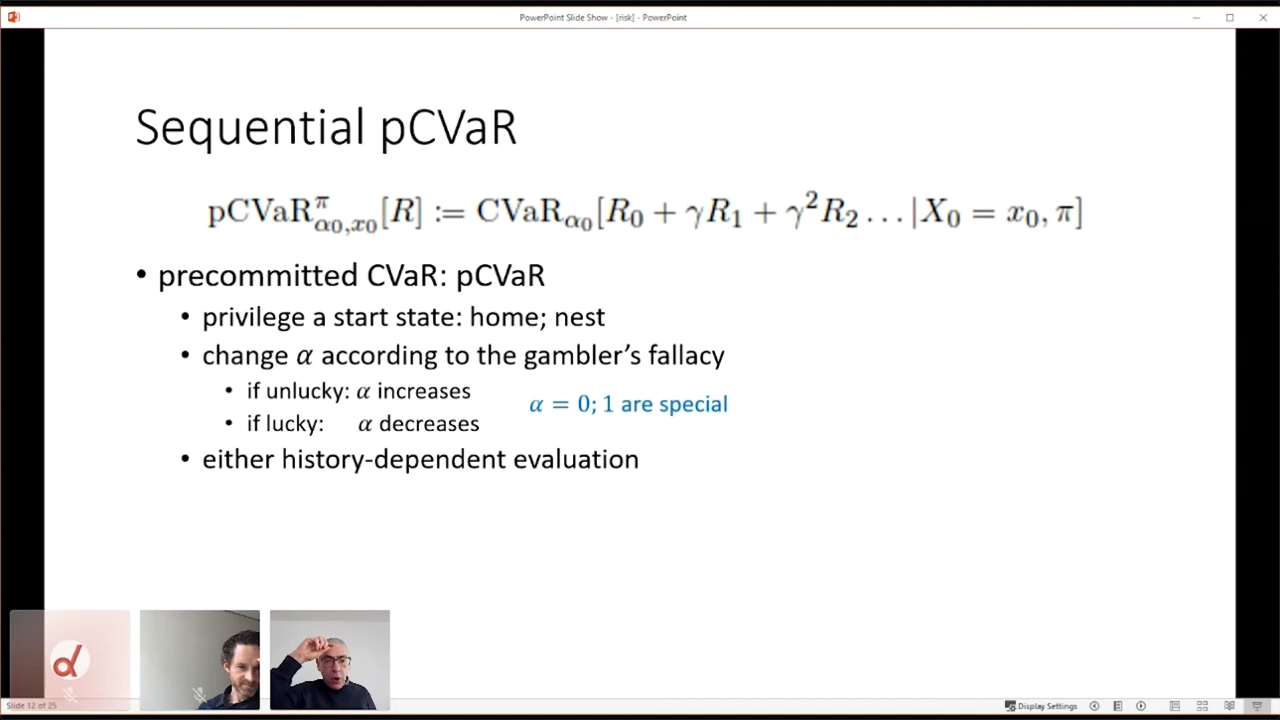 PowerPoint Slide Show - [risk] - PowerPoint
Sequential pCVaR
pCVaR^π_{α0,x0}[R] := CVaR_{α0}[R_0 + γR_1 + γ^2R_2 … |X_0 = x_0, π]
• precommitted CVaR: pCVaR
• privilege a start state: home; nest
• change α according to the gambler’s fallacy
• if unlucky: α increases
α = 0; 1 are special
• if lucky: α decreases
• either history-dependent evaluation
Slide 12 of 25
Display Settings